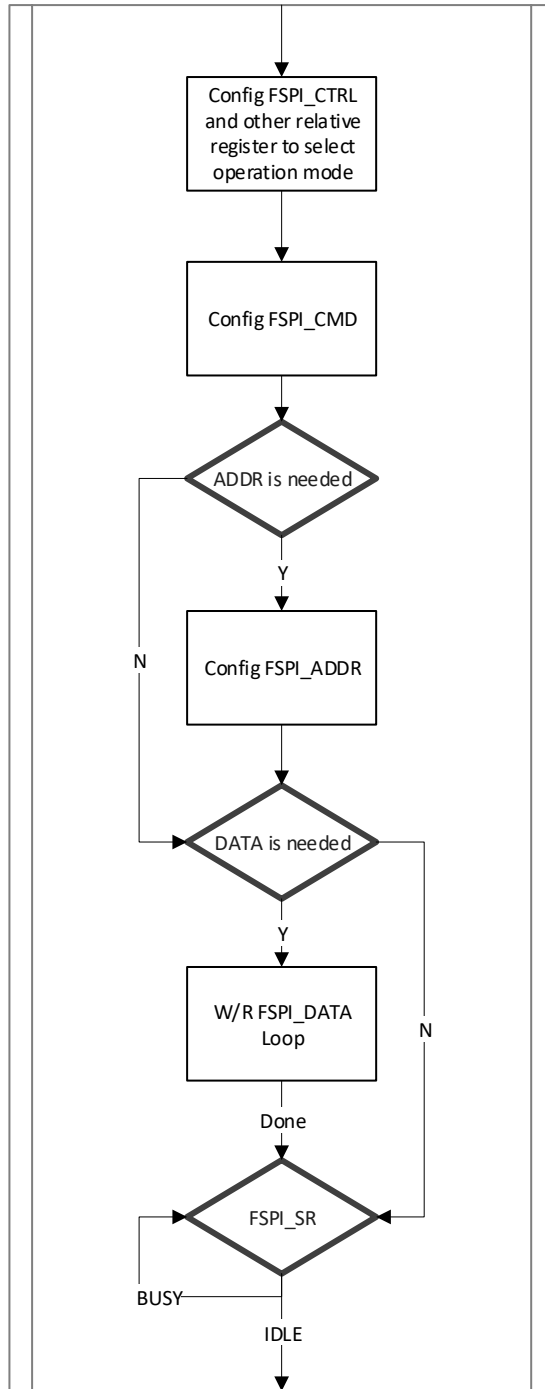 Config FSPI_CTRL
and other relative
register to select
operation mode
Config FSPI_CMD
ADDR is needed
Y
N
Config FSPI_ADDR
DATA is needed
Y
W/R FSPI_DATA
Loop
N
Done
FSPI_SR
BUSY
IDLE